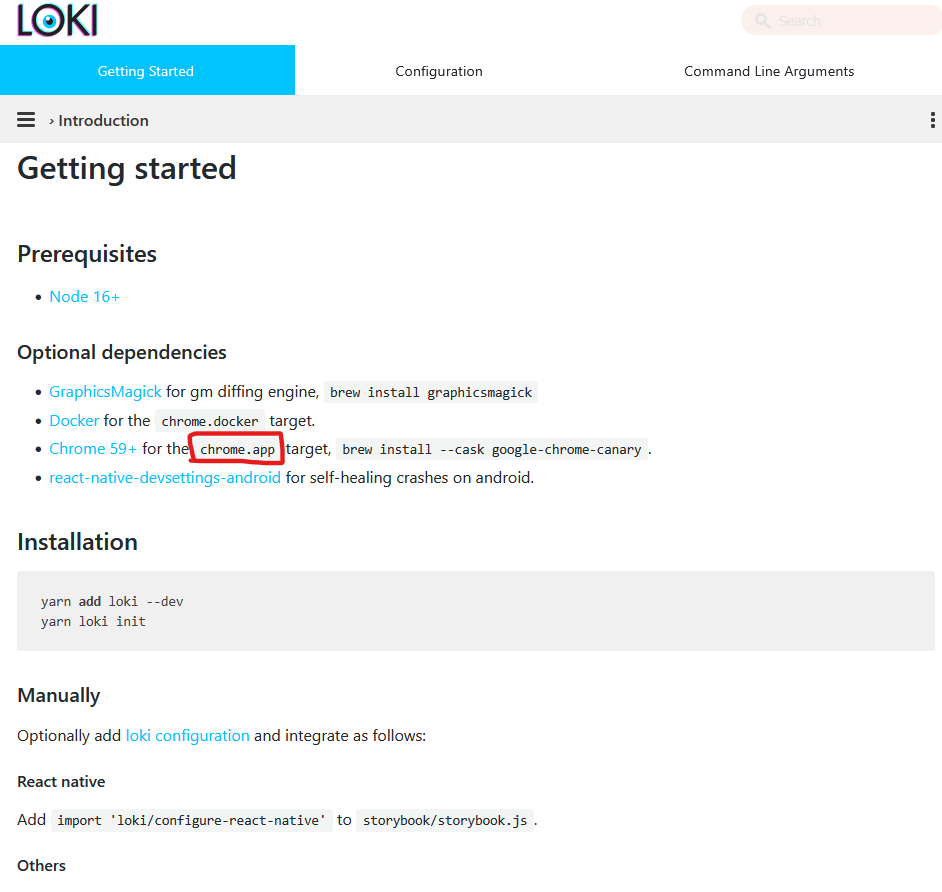 LOKI
Search
Getting Started
Configuration
Command Line Arguments
› Introduction
Getting started
Prerequisites
• Node 16+
Optional dependencies
• GraphicsMagick for gm diffing engine, brew install graphicsmagick
• Docker for the chrome.docker target.
• Chrome 59+ for the chrome.app target, brew install --cask google-chrome-canary .
• react-native-devsettings-android for self-healing crashes on android.
Installation
yarn add loki --dev
yarn loki init
Manually
Optionally add loki configuration and integrate as follows:
React native
Add import 'loki/configure-react-native' to storybook/storybook.js .
Others